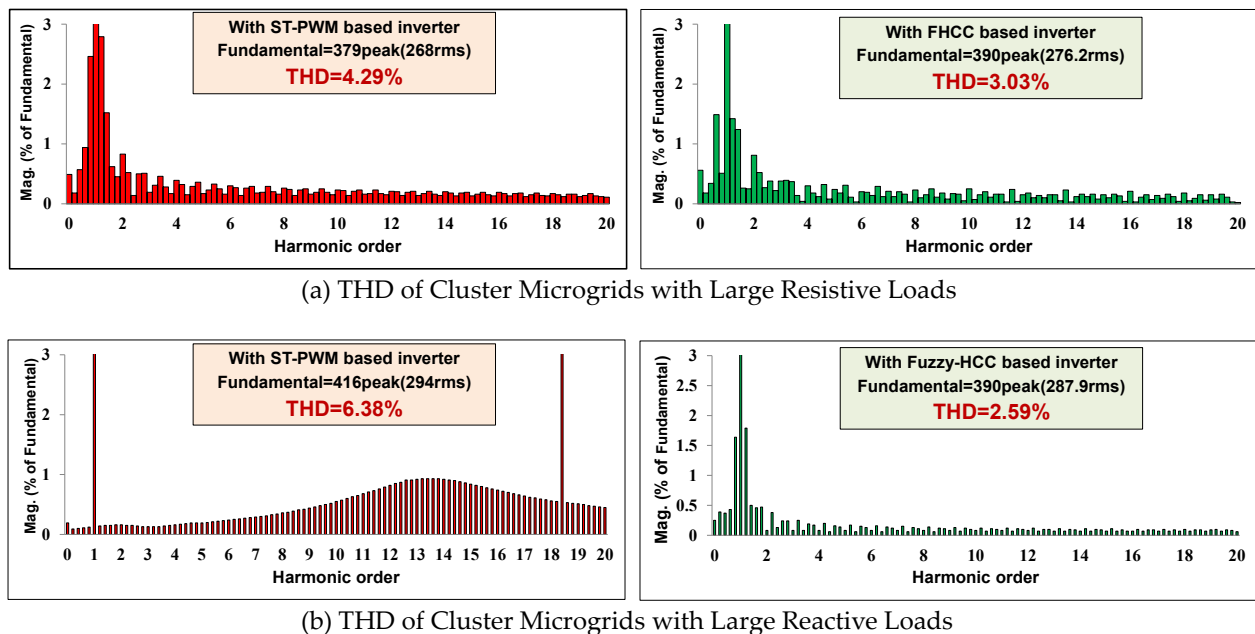 With ST-PWM based inverter
Fundamental=379peak(268rms)
THD=4.29%
Mag. (% of Fundamental)
3
2
1
0
0 2 4 6 8 10 12 14 16 18 20
Harmonic order
With FHCC based inverter
Fundamental=390peak(276.2rms)
THD=3.03%
Mag. (% of Fundamental)
3
2
1
0
0 2 4 6 8 10 12 14 16 18 20
Harmonic order
(a) THD of Cluster Microgrids with Large Resistive Loads
With ST-PWM based inverter
Fundamental=416peak(294rms)
THD=6.38%
Mag. (% of Fundamental)
3
2
1
0
0 1 2 3 4 5 6 7 8 9 10 11 12 13 14 15 16 17 18 19 20
Harmonic order
With Fuzzy-HCC based inverter
Fundamental=390peak(287.9rms)
THD=2.59%
Mag. (% of Fundamental)
3
2.5
2
1.5
1
0.5
0
0 2 4 6 8 10 12 14 16 18 20
Harmonic order
(b) THD of Cluster Microgrids with Large Reactive Loads